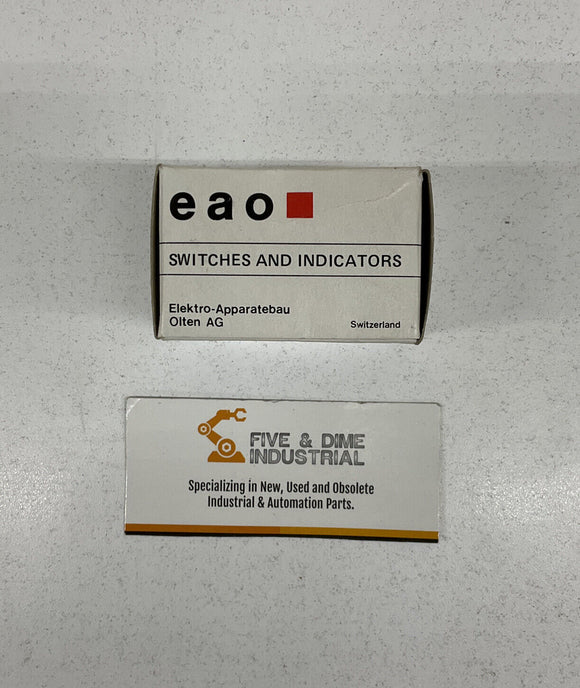 eao
SWITCHES AND INDICATORS
Elektro-Apparatebau
Olten AG
Switzerland
FIVE & DIME
INDUSTRIAL
Specializing in New, Used and Obsolete
Industrial & Automation Parts.